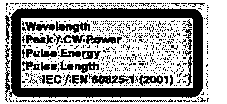 Wavelength
Peak / CW Power
Pulse Energy
Pulse Length
IEC / EN 60825-1 (2001)